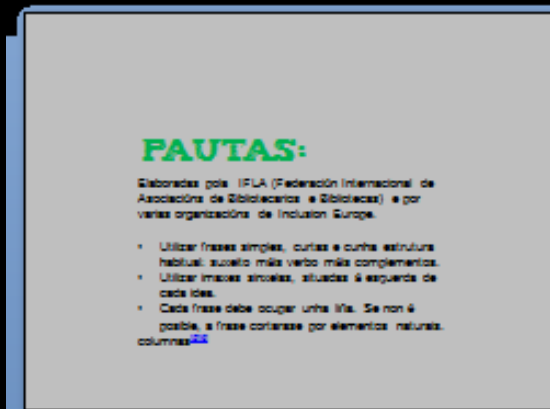 PAUTAS:
Elaboradas pola IFLA (Federación Internacional de
Asociacións de Bibliotecarios e Bibliotecas) e por
varias organizacións de Inclusion Europe.
• Utilizar frases simples, curtas e cunha estrutura
habitual: suxeito máis verbo máis complementos.
• Utilizar imaxes sinxelas, situadas á esquerda de
cada idea.
• Cada frase debe ocupar unha liña. Se non é
posible, a frase cortarase por elementos naturais.
columnas